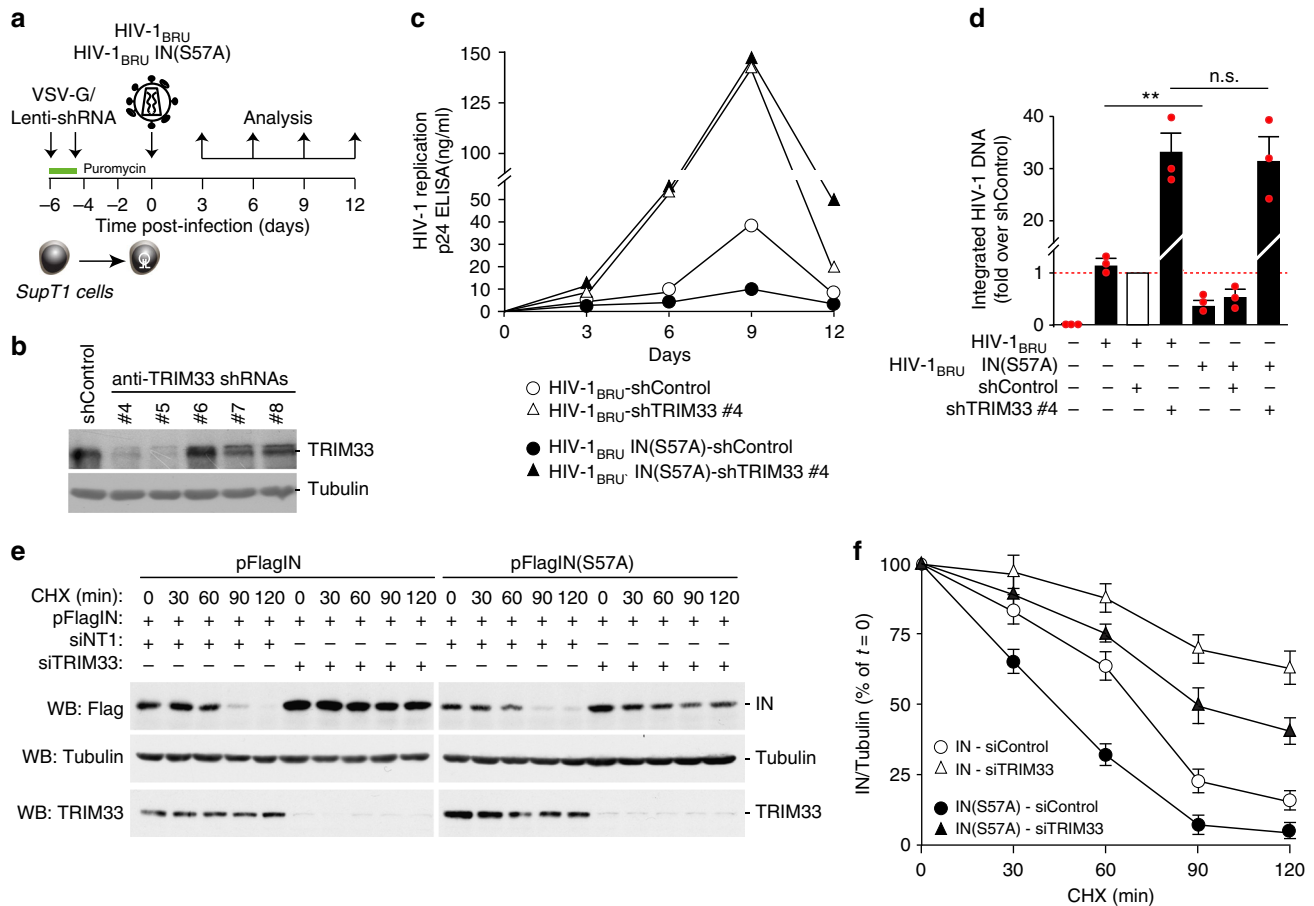 a
HIV-1BRU
HIV-1BRU IN(S57A)
VSV-G/
Lenti-shRNA
Analysis
Puromycin
–6 –4 –2 0 3 6 9 12
Time post-infection (days)
SupT1 cells
b
shControl
anti-TRIM33 shRNAs
#4 #5 #6 #7 #8
TRIM33
Tubulin
c
HIV-1 replication
p24 ELISA(ng/ml)
150
125
100
50
40
30
20
10
0
0 3 6 9 12
Days
HIV-1BRU-shControl
HIV-1BRU-shTRIM33 #4
HIV-1BRU IN(S57A)-shControl
HIV-1BRU` IN(S57A)-shTRIM33 #4
d
n.s.
**
Integrated HIV-1 DNA
(fold over shControl)
40
30
20
1
0
HIV-1BRU – + + + – – –
HIV-1BRU IN(S57A) – – – – + + +
shControl – – + – – + –
shTRIM33 #4 – – – + – – +
e
pFlagIN pFlagIN(S57A)
CHX (min): 0 30 60 90 120 0 30 60 90 120 0 30 60 90 120 0 30 60 90 120
pFlagIN: + + + + + + + + + + + + + + + + + + + +
siNT1: + + + + + – – – – – + + + + + – – – – –
siTRIM33: – – – – – + + + + + – – – – – + + + + +
WB: Flag IN
WB: Tubulin Tubulin
WB: TRIM33 TRIM33
f
IN/Tubulin (% of t = 0)
100
75
50
25
0
IN - siControl
IN - siTRIM33
IN(S57A) - siControl
IN(S57A) - siTRIM33
0 30 60 90 120
CHX (min)